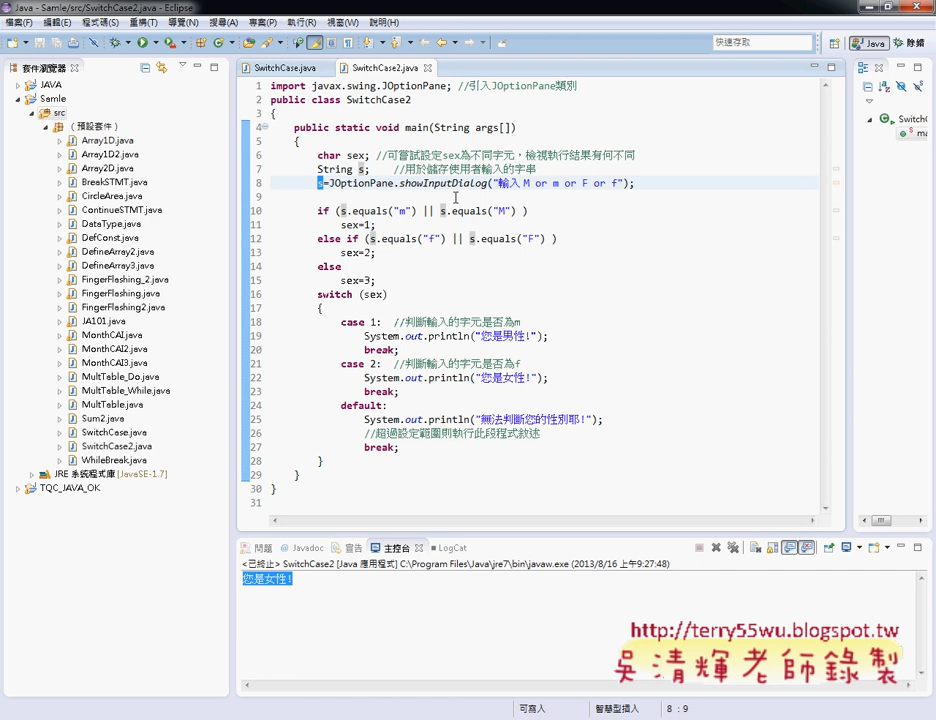 Java - Samle/src/SwitchCase2.java - Eclipse
檔案(F) 編輯(E) 程式碼(S) 重構(T) 導覽(N) 搜尋(A) 專案(P) 執行(R) 視窗(W) 說明(H)
快速存取
Java
除錯
套件瀏覽器
JAVA
Samle
src
(預設套件)
Array1D.java
Array1D2.java
Array2D.java
BreakSTMT.java
CircleArea.java
ContinueSTMT.java
DataType.java
DefConst.java
DefineArray2.java
DefineArray3.java
FingerFlashing_2.java
FingerFlashing.java
FingerFlashing2.java
JA101.java
MonthCAI.java
MonthCAI2.java
MonthCAI3.java
MultTable_Do.java
MultTable_While.java
MultTable.java
Sum2.java
SwitchCase.java
SwitchCase2.java
WhileBreak.java
JRE 系統程式庫 [JavaSE-1.7]
TQC_JAVA_OK
SwitchCase.java
SwitchCase2.java
1 import javax.swing.JOptionPane; //引入JOptionPane類別
2 public class SwitchCase2
3 {
4 public static void main(String args[])
5 {
6 char sex; //可嘗試設定sex為不同字元，檢視執行結果有何不同
7 String s; //用於儲存使用者輸入的字串
8 s=JOptionPane.showInputDialog("輸入 M or m or F or f");
9
10 if (s.equals("m") || s.equals("M") )
11 sex=1;
12 else if (s.equals("f") || s.equals("F") )
13 sex=2;
14 else
15 sex=3;
16 switch (sex)
17 {
18 case 1: //判斷輸入的字元是否為m
19 System.out.println("您是男性!");
20 break;
21 case 2: //判斷輸入的字元是否為f
22 System.out.println("您是女性!");
23 break;
24 default:
25 System.out.println("無法判斷您的性別耶!");
26 //超過設定範圍則執行此段程式敘述
27 break;
28 }
29 }
30 }
31
SwitchC
ma
問題 @ Javadoc 宣告 主控台 LogCat
<已終止> SwitchCase2 [Java 應用程式] C:\Program Files\Java\jre7\bin\javaw.exe (2013/8/16 上午9:27:48)
您是女性!
http://terry55wu.blogspot.tw
吳清輝老師錄製
可寫入
智慧型插入
8 : 9